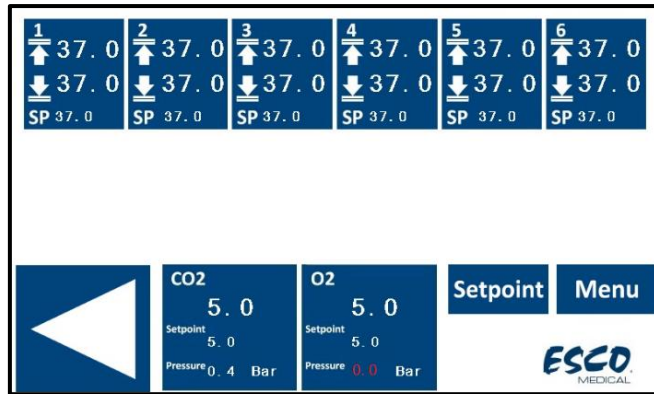 1 2 3 4 5 6
37.0 37.0 37.0 37.0 37.0 37.0
37.0 37.0 37.0 37.0 37.0 37.0
SP 37.0 SP 37.0 SP 37.0 SP 37.0 SP 37.0 SP 37.0
CO2
5.0
Setpoint
5.0
Pressure 0.4 Bar
O2
5.0
Setpoint
5.0
Pressure 0.0 Bar
Setpoint
Menu
ESCO
MEDICAL